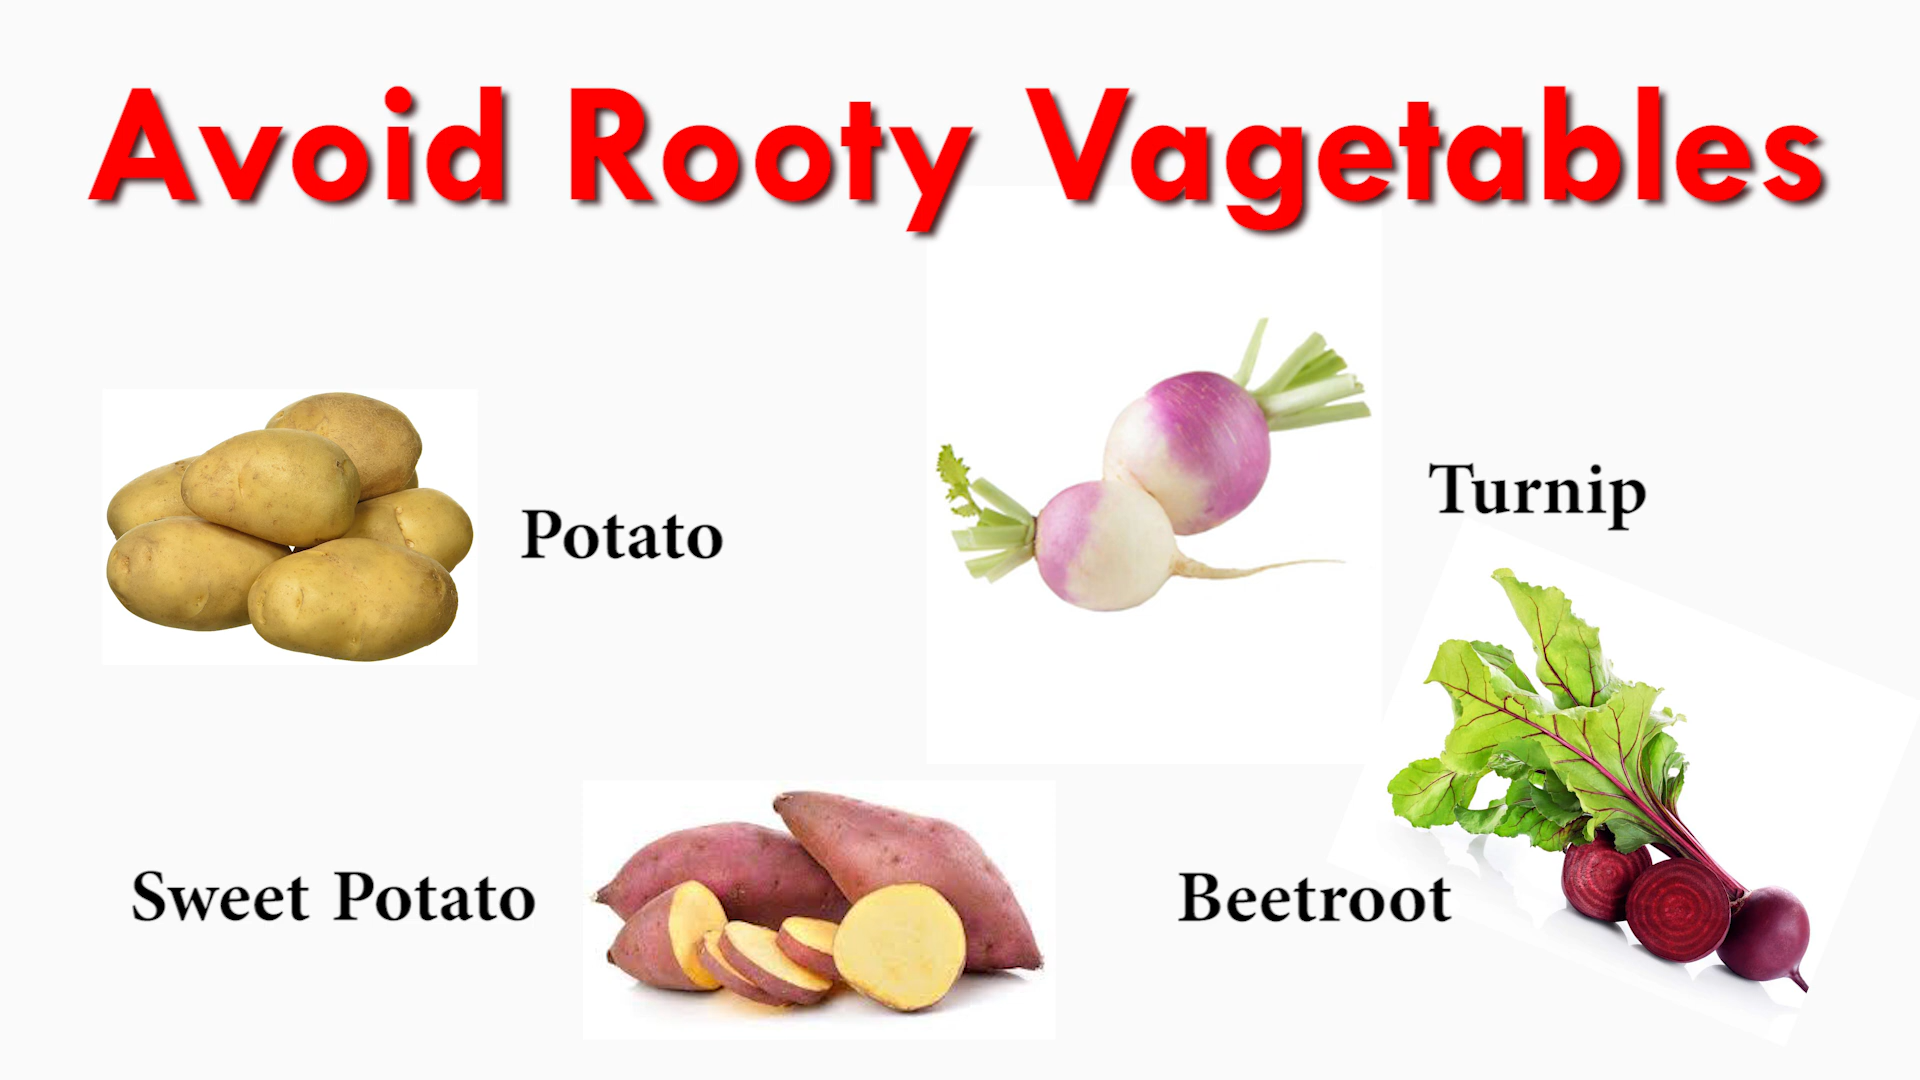 Avoid Rooty Vagetables
Potato
Turnip
Sweet Potato
Beetroot